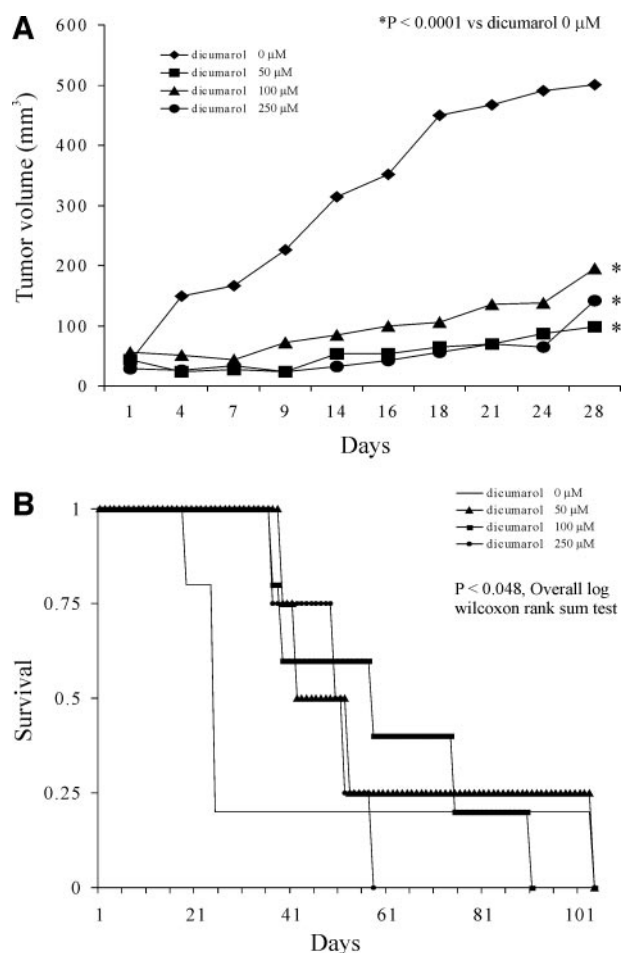 A
*P < 0.0001 vs dicumarol 0 µM
dicumarol 0 µM
dicumarol 50 µM
dicumarol 100 µM
dicumarol 250 µM
Tumor volume (mm³)
600
500
400
300
200
100
0
*
*
*
1 4 7 9 14 16 18 21 24 28
Days
B
dicumarol 0 µM
dicumarol 50 µM
dicumarol 100 µM
dicumarol 250 µM
P < 0.048, Overall log
wilcoxon rank sum test
Survival
1
0.75
0.5
0.25
0
1 21 41 61 81 101
Days